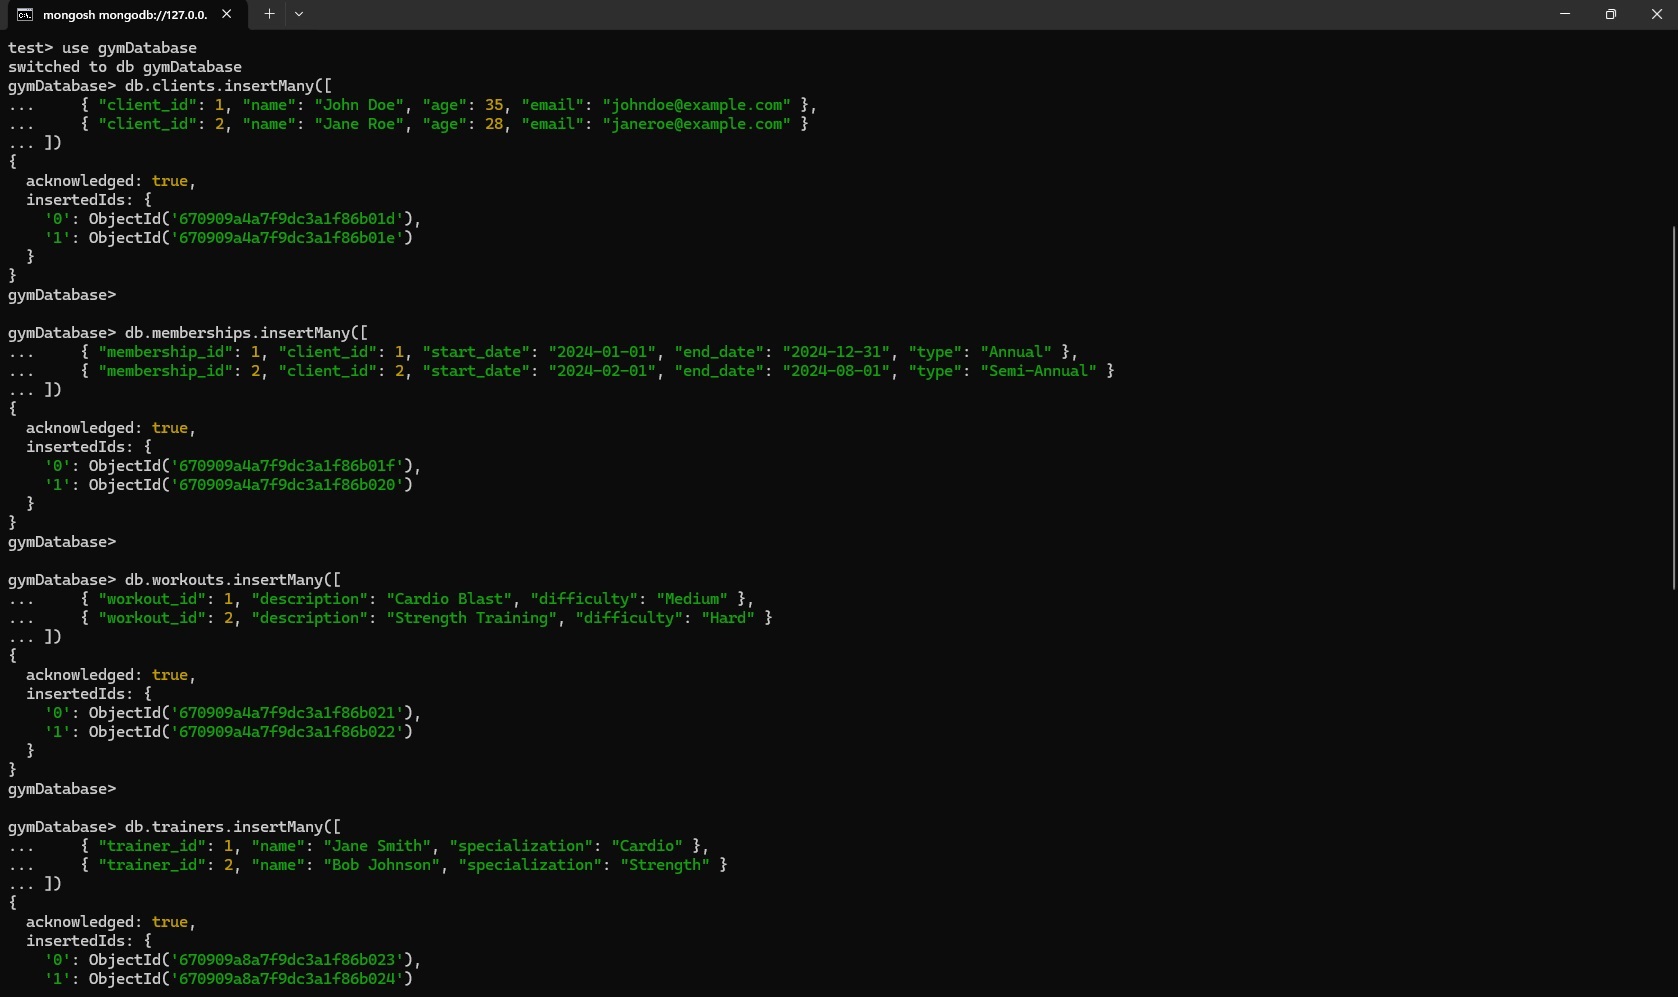 mongosh mongodb://127.0.0.
test> use gymDatabase
switched to db gymDatabase
gymDatabase> db.clients.insertMany([
...     { "client_id": 1, "name": "John Doe", "age": 35, "email": "johndoe@example.com" },
...     { "client_id": 2, "name": "Jane Roe", "age": 28, "email": "janeroe@example.com" }
... ])
{
  acknowledged: true,
  insertedIds: {
    '0': ObjectId('670909a4a7f9dc3a1f86b01d'),
    '1': ObjectId('670909a4a7f9dc3a1f86b01e')
  }
}
gymDatabase>

gymDatabase> db.memberships.insertMany([
...     { "membership_id": 1, "client_id": 1, "start_date": "2024-01-01", "end_date": "2024-12-31", "type": "Annual" },
...     { "membership_id": 2, "client_id": 2, "start_date": "2024-02-01", "end_date": "2024-08-01", "type": "Semi-Annual" }
... ])
{
  acknowledged: true,
  insertedIds: {
    '0': ObjectId('670909a4a7f9dc3a1f86b01f'),
    '1': ObjectId('670909a4a7f9dc3a1f86b020')
  }
}
gymDatabase>

gymDatabase> db.workouts.insertMany([
...     { "workout_id": 1, "description": "Cardio Blast", "difficulty": "Medium" },
...     { "workout_id": 2, "description": "Strength Training", "difficulty": "Hard" }
... ])
{
  acknowledged: true,
  insertedIds: {
    '0': ObjectId('670909a4a7f9dc3a1f86b021'),
    '1': ObjectId('670909a4a7f9dc3a1f86b022')
  }
}
gymDatabase>

gymDatabase> db.trainers.insertMany([
...     { "trainer_id": 1, "name": "Jane Smith", "specialization": "Cardio" },
...     { "trainer_id": 2, "name": "Bob Johnson", "specialization": "Strength" }
... ])
{
  acknowledged: true,
  insertedIds: {
    '0': ObjectId('670909a8a7f9dc3a1f86b023'),
    '1': ObjectId('670909a8a7f9dc3a1f86b024')